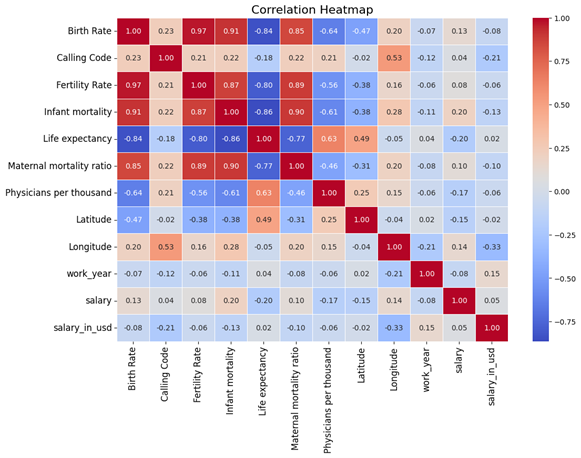 Correlation Heatmap
Birth Rate 1.00 0.23 0.97 0.91 -0.84 0.85 -0.64 -0.47 0.20 -0.07 0.13 -0.08
Calling Code 0.23 1.00 0.21 0.22 -0.18 0.22 0.21 -0.02 0.53 -0.12 0.04 -0.21
Fertility Rate 0.97 0.21 1.00 0.87 -0.80 0.89 -0.56 -0.38 0.16 -0.06 0.08 -0.06
Infant mortality 0.91 0.22 0.87 1.00 -0.86 0.90 -0.61 -0.38 0.28 -0.11 0.20 -0.13
Life expectancy -0.84 -0.18 -0.80 -0.86 1.00 -0.77 0.63 0.49 -0.05 0.04 -0.20 0.02
Maternal mortality ratio 0.85 0.22 0.89 0.90 -0.77 1.00 -0.46 -0.31 0.20 -0.08 0.10 -0.10
Physicians per thousand -0.64 0.21 -0.56 -0.61 0.63 -0.46 1.00 0.25 0.15 -0.06 -0.17 -0.06
Latitude -0.47 -0.02 -0.38 -0.38 0.49 -0.31 0.25 1.00 -0.04 0.02 -0.15 -0.02
Longitude 0.20 0.53 0.16 0.28 -0.05 0.20 0.15 -0.04 1.00 -0.21 0.14 -0.33
work_year -0.07 -0.12 -0.06 -0.11 0.04 -0.08 -0.06 0.02 -0.21 1.00 -0.08 0.15
salary 0.13 0.04 0.08 0.20 -0.20 0.10 -0.17 -0.15 0.14 -0.08 1.00 0.05
salary_in_usd -0.08 -0.21 -0.06 -0.13 0.02 -0.10 -0.06 -0.02 -0.33 0.15 0.05 1.00
Birth Rate
Calling Code
Fertility Rate
Infant mortality
Life expectancy
Maternal mortality ratio
Physicians per thousand
Latitude
Longitude
work_year
salary
salary_in_usd
1.00
0.75
0.50
0.25
0.00
-0.25
-0.50
-0.75